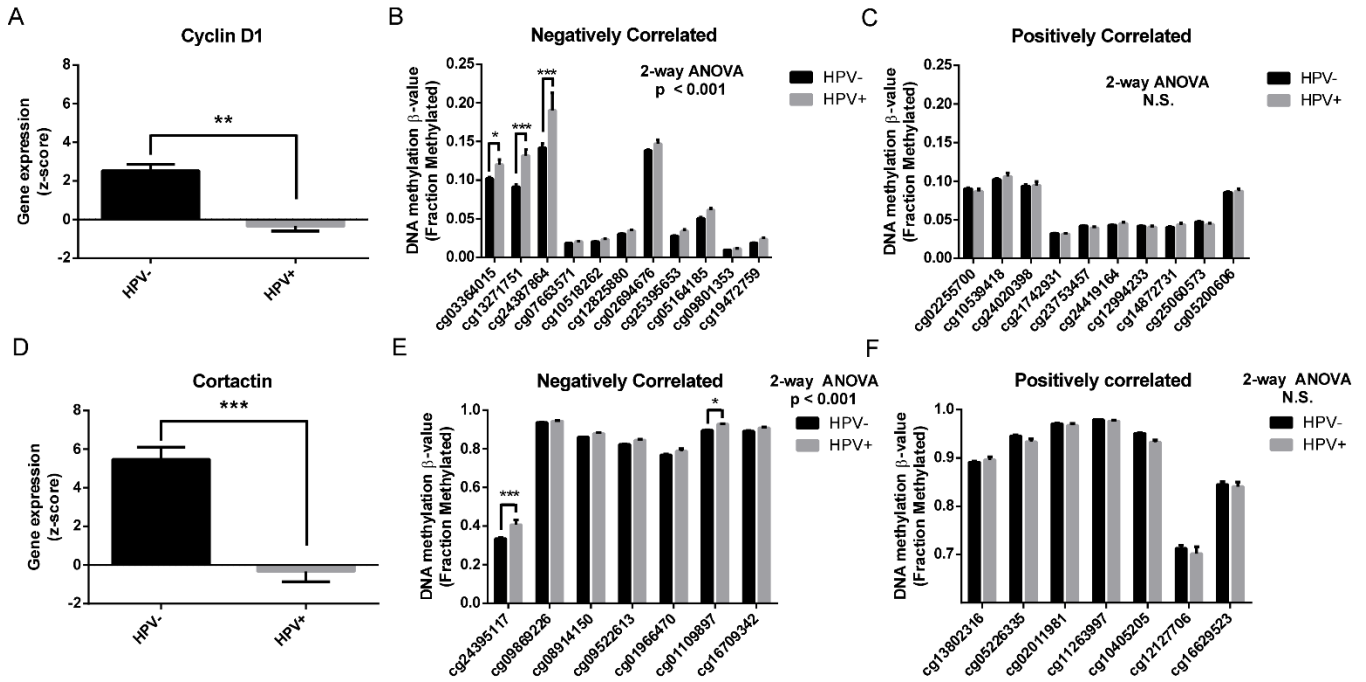 A
Cyclin D1
Gene expression
(z-score)
8
6
4
2
0
-2
**
HPV-
HPV+
B
Negatively Correlated
2-way ANOVA
p < 0.001
HPV-
HPV+
DNA methylation β-value
(Fraction Methylated)
0.25
0.20
0.15
0.10
0.05
0.00
*
***
***
cg03364015
cg13271751
cg24387864
cg07663571
cg10518262
cg12825880
cg02694676
cg25395653
cg05164185
cg09801353
cg19472759
C
Positively Correlated
2-way ANOVA
N.S.
HPV-
HPV+
DNA methylation β-value
(Fraction Methylated)
0.25
0.20
0.15
0.10
0.05
0.00
cg02255700
cg10539418
cg24020398
cg21742931
cg23753457
cg24419164
cg12994233
cg14872731
cg25060573
cg05200606
D
Cortactin
Gene expression
(z-score)
8
6
4
2
0
-2
***
HPV-
HPV+
E
Negatively Correlated
2-way ANOVA
p < 0.001
HPV-
HPV+
DNA methylation β-value
(Fraction Methylated)
1.0
0.8
0.6
0.4
0.2
0.0
***
*
cg24395117
cg09869226
cg08914150
cg09522613
cg01966470
cg01109897
cg16709342
F
Positively correlated
2-way ANOVA
N.S.
HPV-
HPV+
DNA methylation β-value
(Fraction Methylated)
1.0
0.9
0.8
0.7
cg13802316
cg05226335
cg02011981
cg11263997
cg10405205
cg12127706
cg16629523